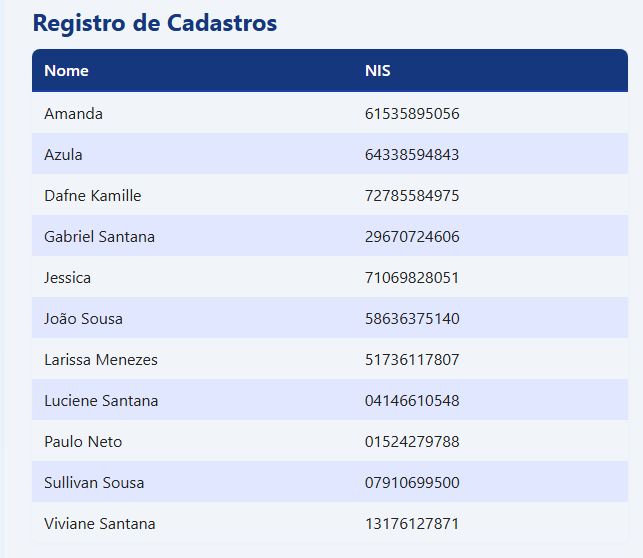 Registro de Cadastros
Nome NIS
Amanda 61535895056
Azula 64338594843
Dafne Kamille 72785584975
Gabriel Santana 29670724606
Jessica 71069828051
João Sousa 58636375140
Larissa Menezes 51736117807
Luciene Santana 04146610548
Paulo Neto 01524279788
Sullivan Sousa 07910699500
Viviane Santana 13176127871